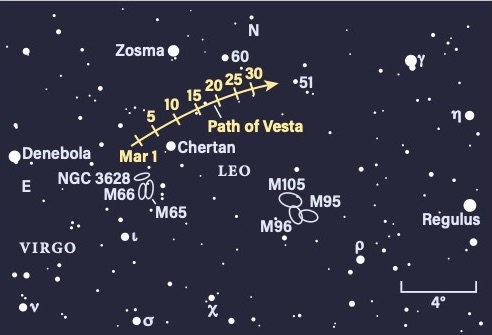 N
Zosma
60
γ
30
25
20
15
10
5
51
η
Path of Vesta
Mar 1
Chertan
Denebola
LEO
NGC 3628
E
M66
M65
M105
M95
M96
Regulus
VIRGO
ι
ρ
4°
ν
σ
χ